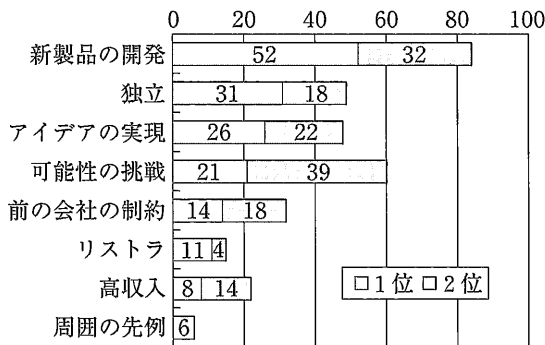 0 20 40 60 80 100
新製品の開発 52 32
独立 31 18
アイデアの実現 26 22
可能性の挑戦 21 39
前の会社の制約 14 18
リストラ 11 4
高収入 8 14
□1位□2位
周囲の先例 6